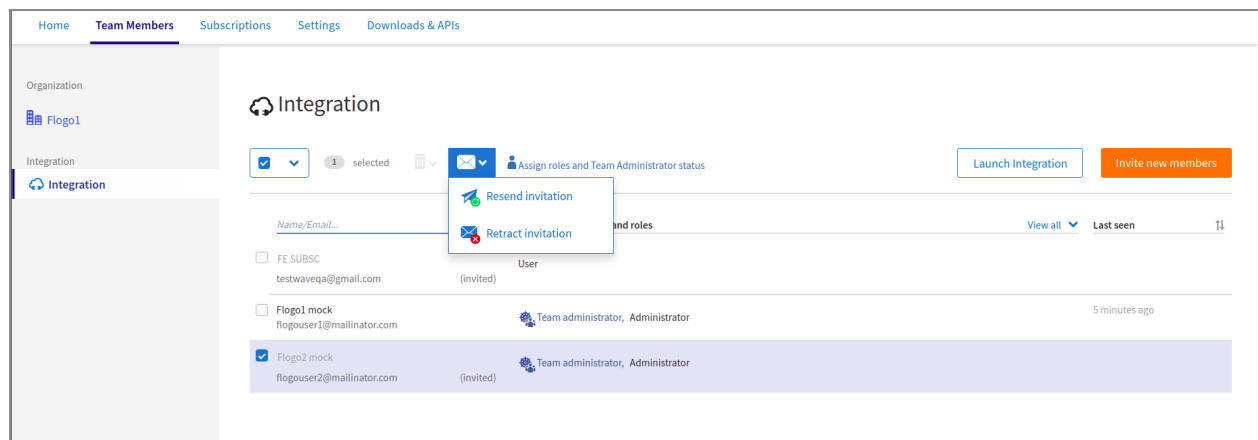 Home Team Members Subscriptions Settings Downloads & APIs
Organization
Flogo1
Integration
Integration
Integration
1 selected Assign roles and Team Administrator status Launch Integration Invite new members
Resend invitation
Retract invitation
Name/Email... and roles View all Last seen
FE SUBSC
testwaveqa@gmail.com (invited) User
Flogo1 mock
flogouser1@mailinator.com Team administrator, Administrator 5 minutes ago
Flogo2 mock
flogouser2@mailinator.com (invited) Team administrator, Administrator